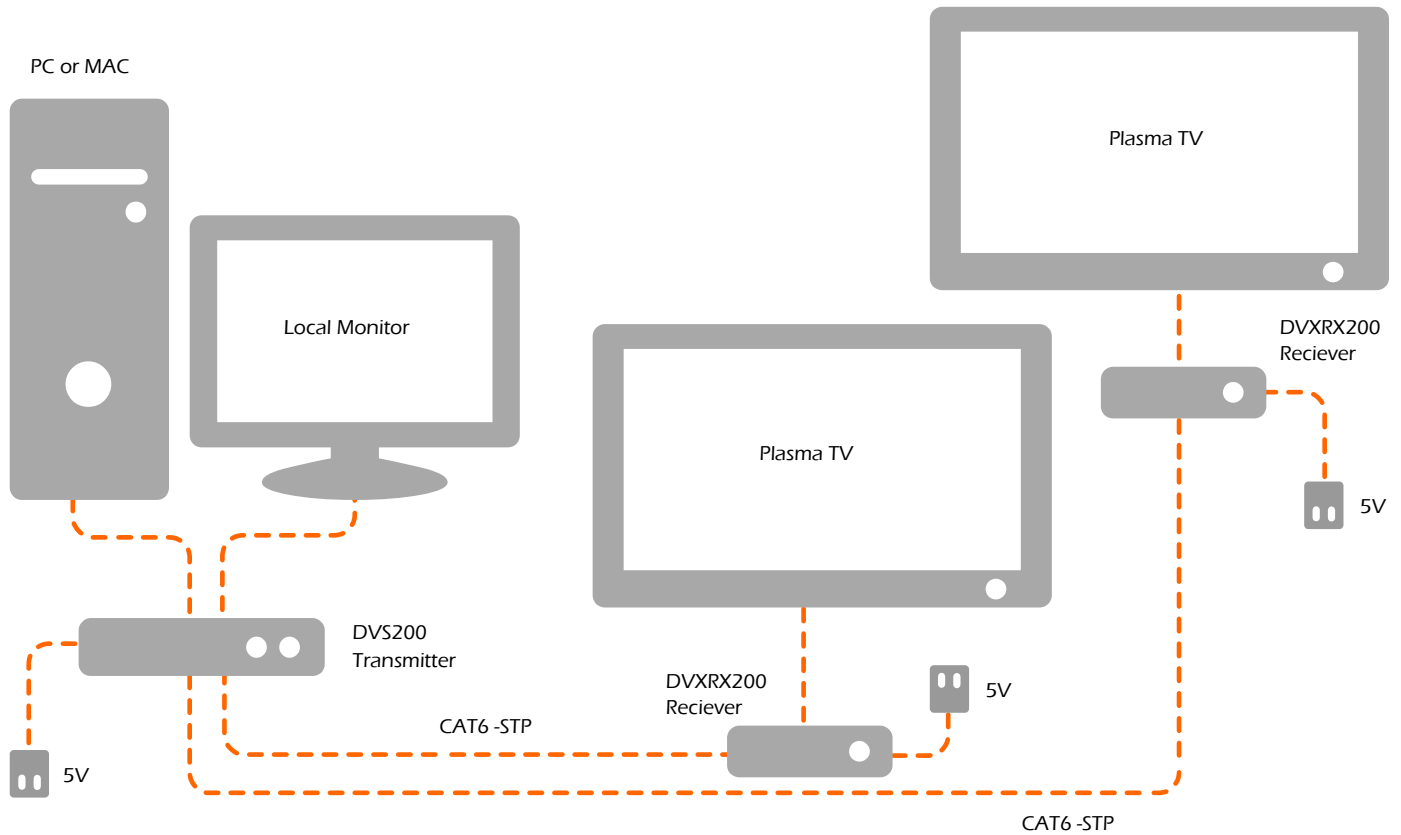 PC or MAC
Plasma TV
Local Monitor
DVXRX200
Reciever
Plasma TV
5V
DVS200
Transmitter
DVXRX200
Reciever
5V
CAT6 -STP
5V
CAT6 -STP